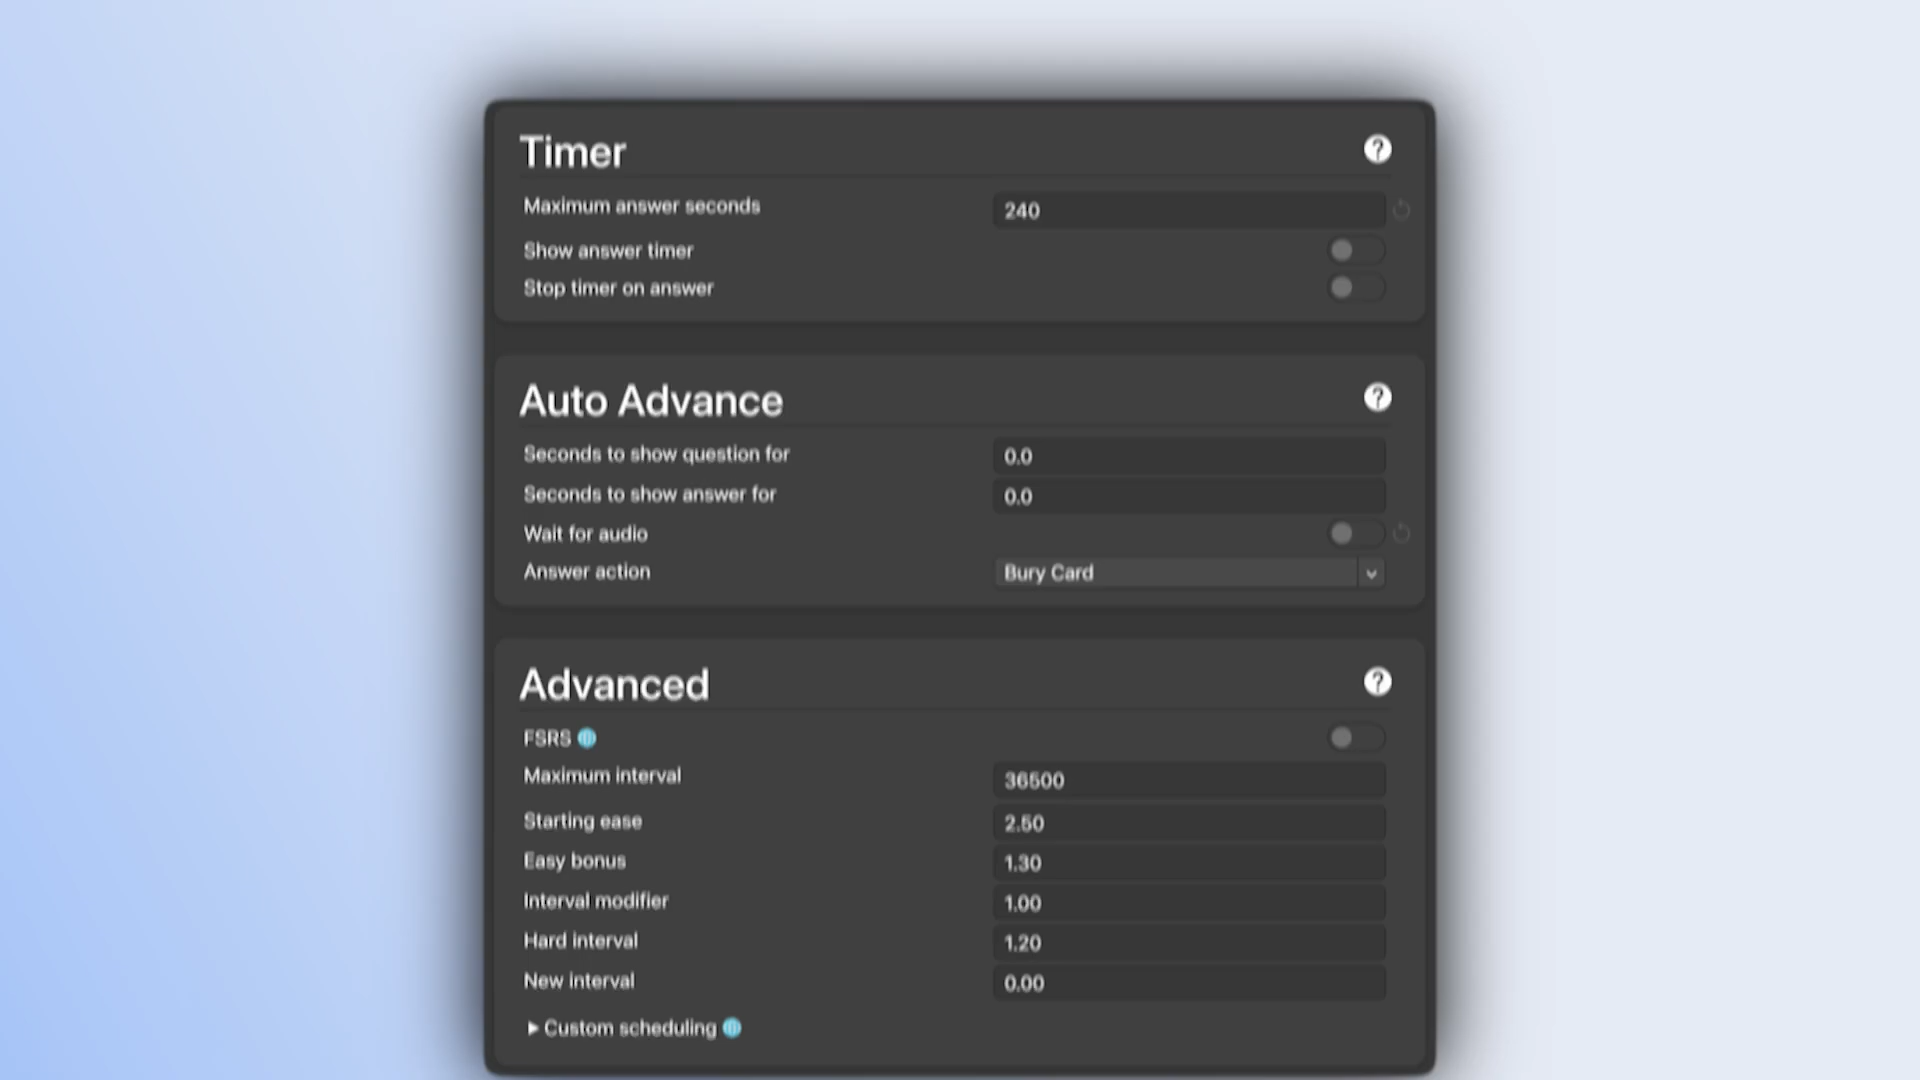 Timer
Maximum answer seconds 240
Show answer timer
Stop timer on answer
Auto Advance
Seconds to show question for 0.0
Seconds to show answer for 0.0
Wait for audio
Answer action Bury Card
Advanced
FSRS
Maximum interval 36500
Starting ease 2.50
Easy bonus 1.30
Interval modifier 1.00
Hard interval 1.20
New interval 0.00
Custom scheduling